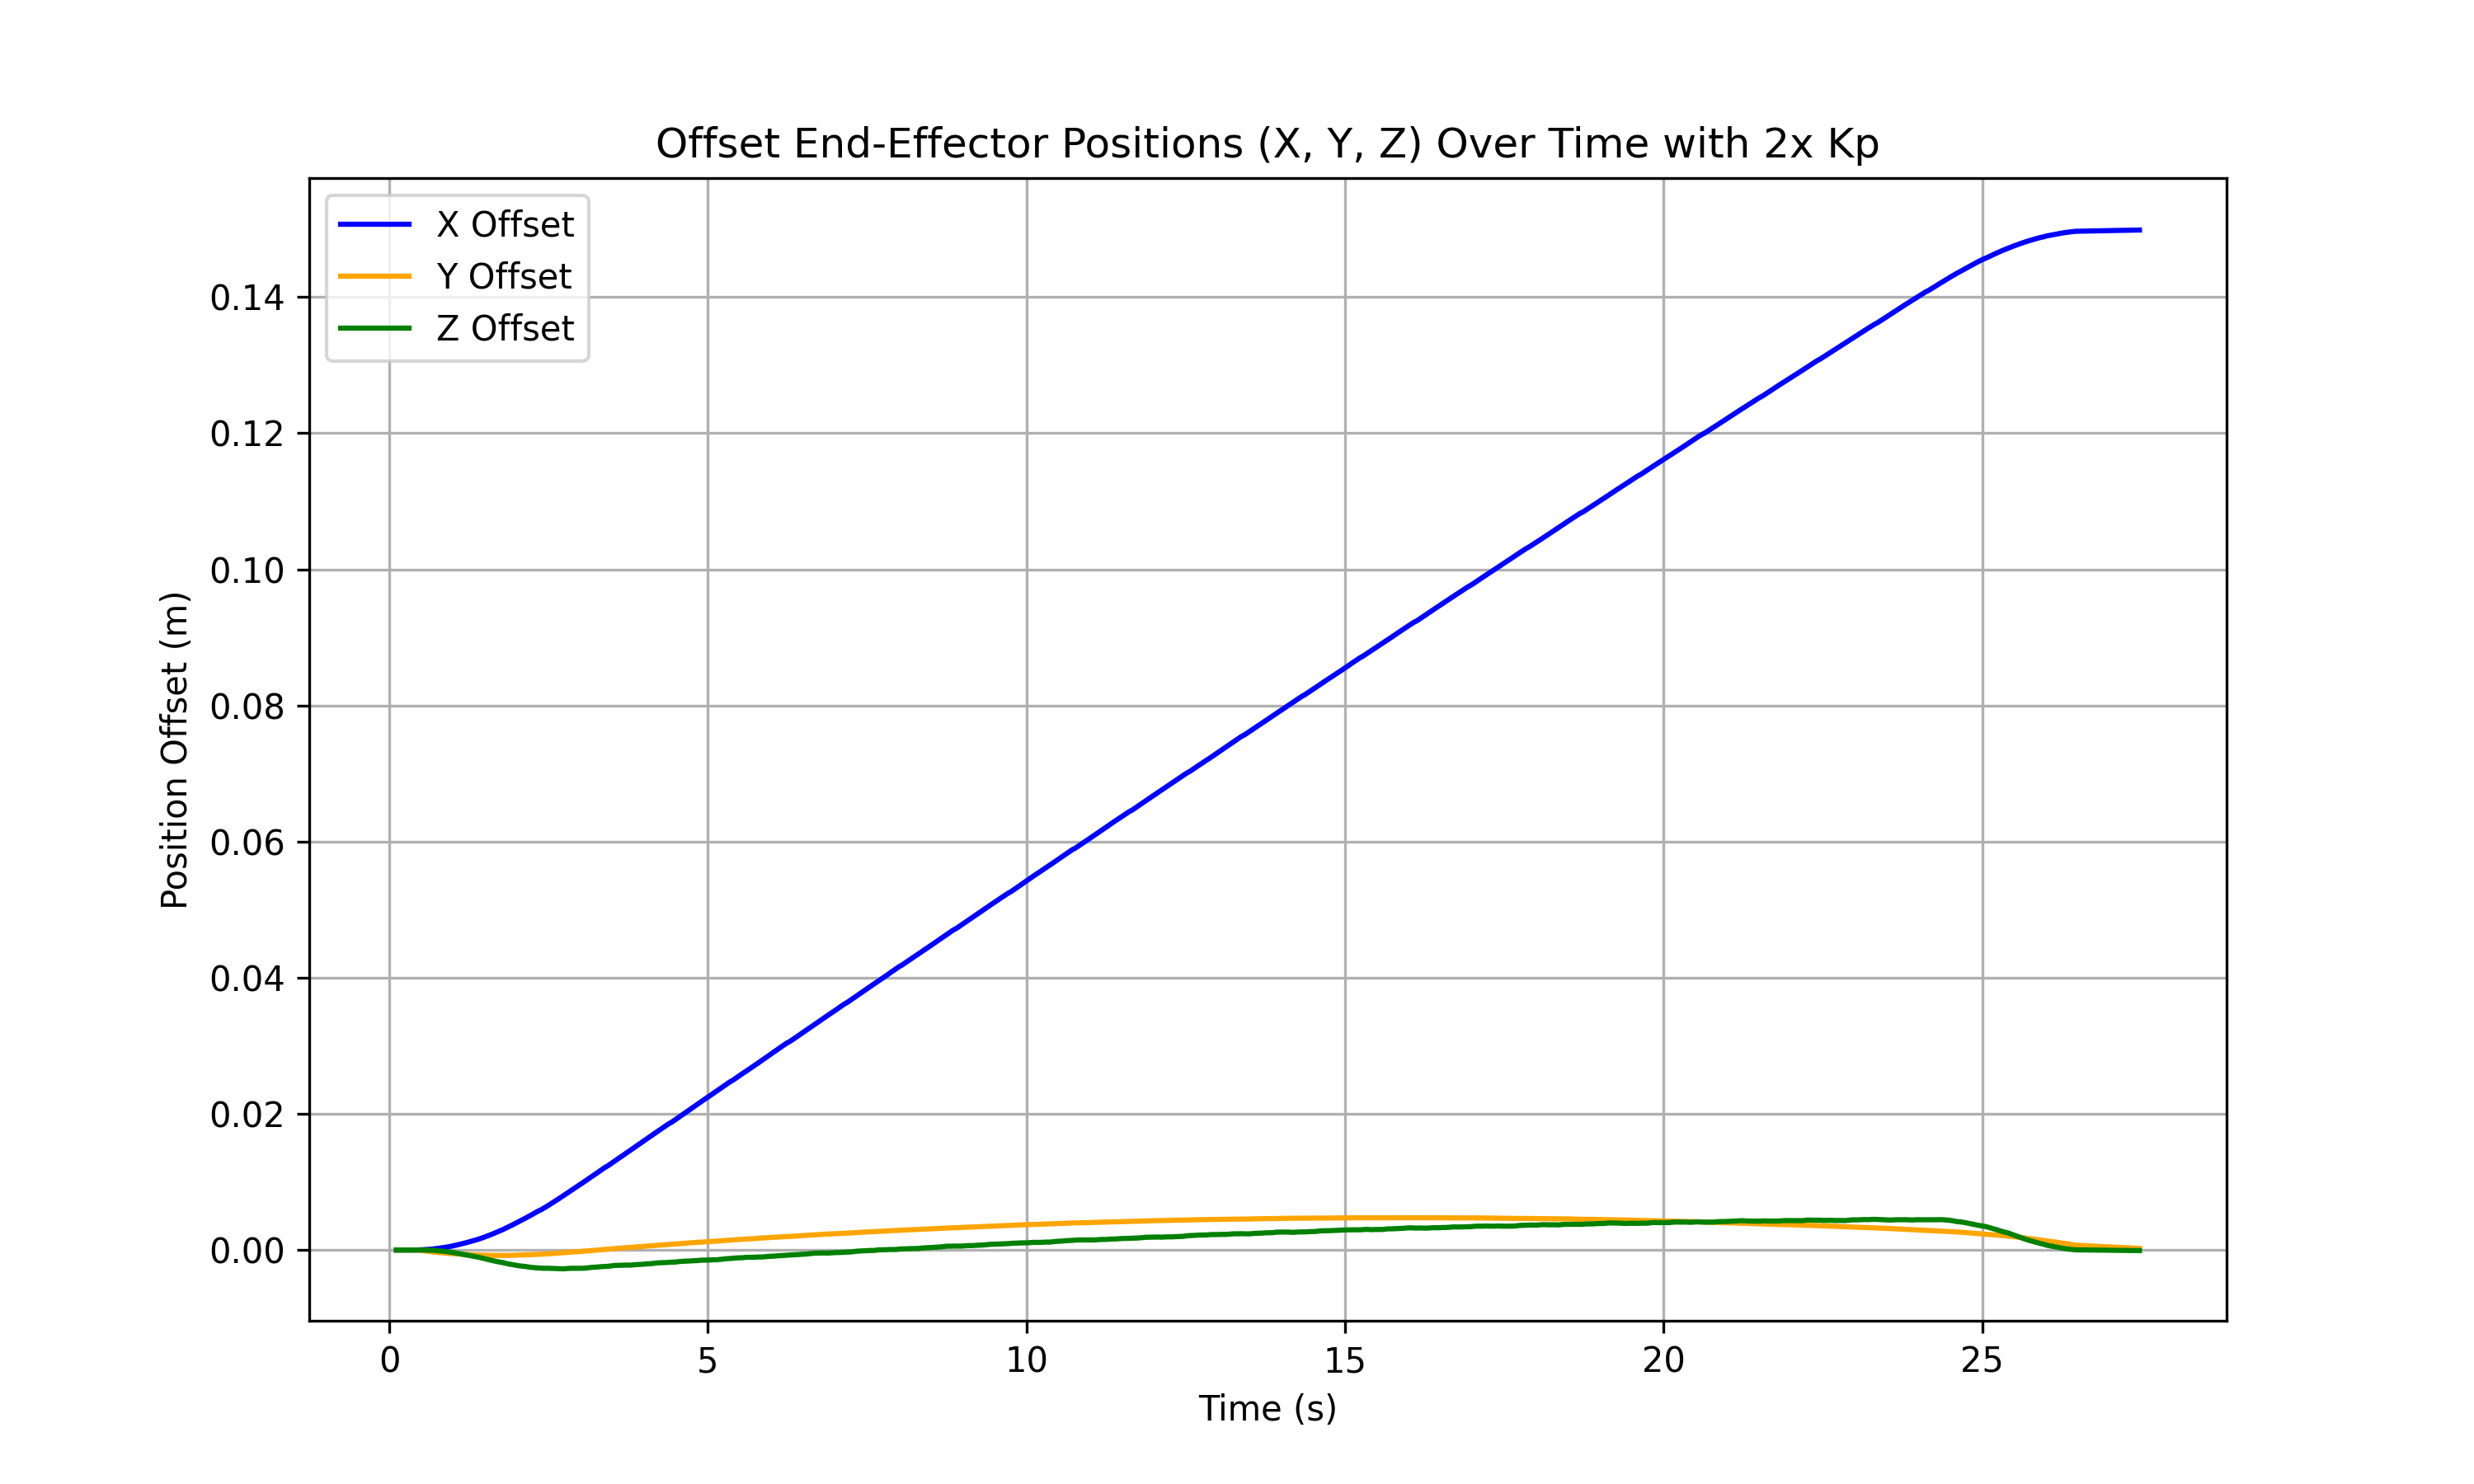 Offset End-Effector Positions (X, Y, Z) Over Time with 2x Kp
X Offset
Y Offset
Z Offset
0.14
0.12
0.10
0.08
0.06
0.04
0.02
0.00
Position Offset (m)
0 5 10 15 20 25
Time (s)